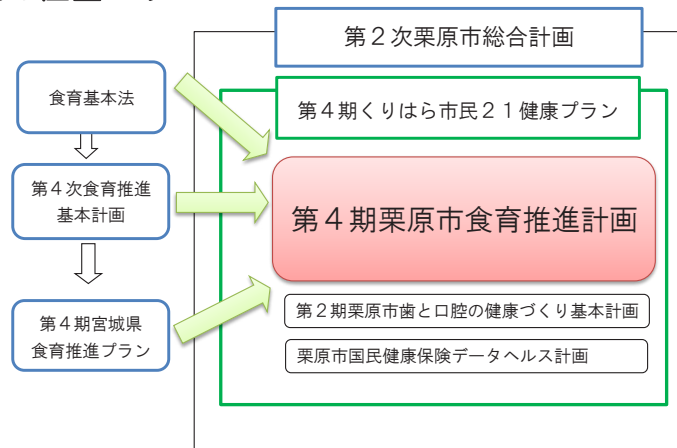 第２次栗原市総合計画
食育基本法
第４期くりはら市民２１健康プラン
第４次食育推進
基本計画
第４期栗原市食育推進計画
第４期宮城県
食育推進プラン
第２期栗原市歯と口腔の健康づくり基本計画
栗原市国民健康保険データヘルス計画